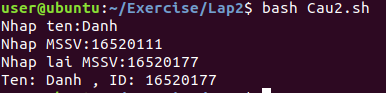 user@ubuntu:~/Exercise/Lap2$ bash Cau2.sh
Nhap ten:Danh
Nhap MSSV:16520111
Nhap lai MSSV:16520177
Ten: Danh , ID: 16520177